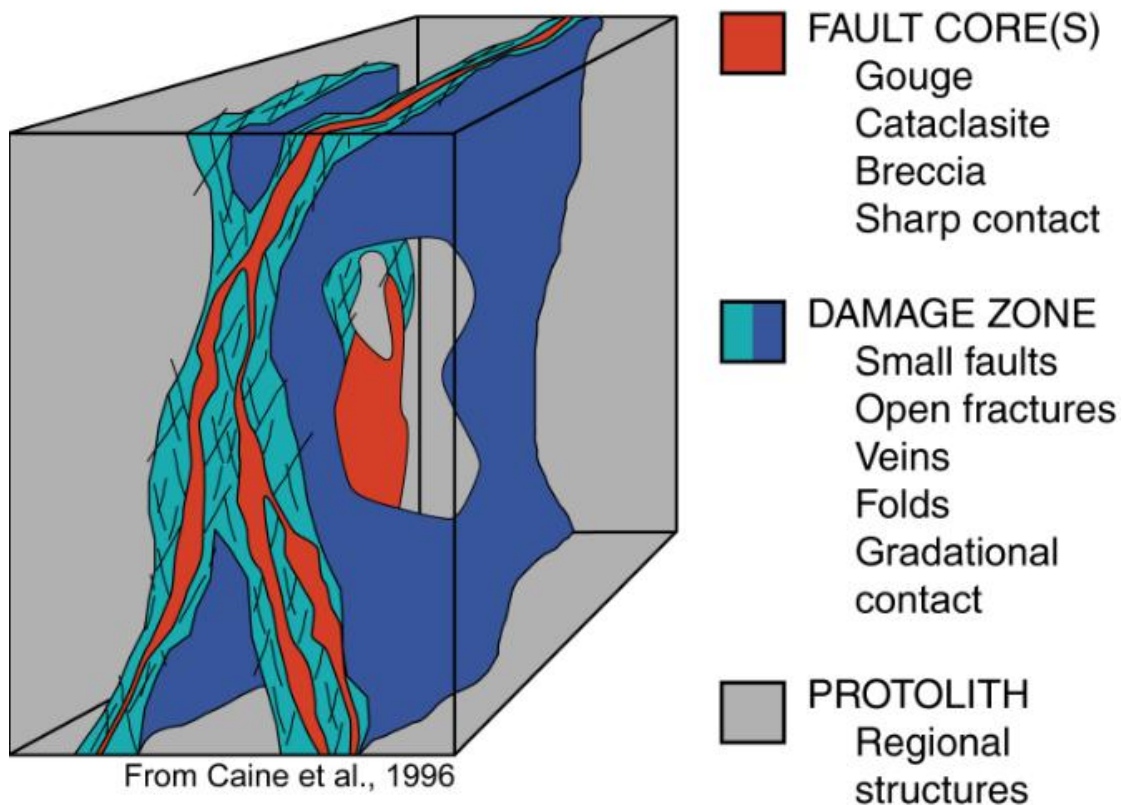 FAULT CORE(S)
Gouge
Cataclasite
Breccia
Sharp contact
DAMAGE ZONE
Small faults
Open fractures
Veins
Folds
Gradational
contact
PROTOLITH
Regional
structures
From Caine et al., 1996